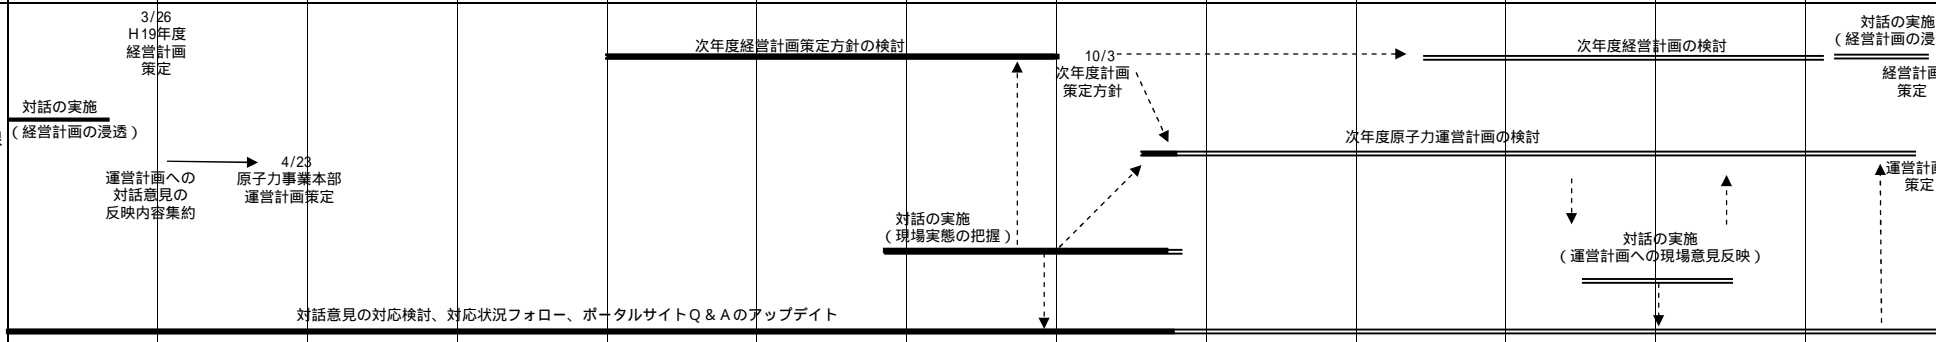 3/26
H19年度
経営計画
策定
対話の実施
(経営計画の浸透)
運営計画への
対話意見の
反映内容集約
4/23
原子力事業本部
運営計画策定
次年度経営計画策定方針の検討
10/3
次年度計画
策定方針
次年度経営計画の検討
対話の実施
(経営計画の浸
経営計画
策定
次年度原子力運営計画の検討
運営計画
策定
対話の実施
(現場実態の把握)
対話の実施
(運営計画への現場意見反映)
対話意見の対応検討、対応状況フォロー、ポータルサイトQ&Aのアップデイト